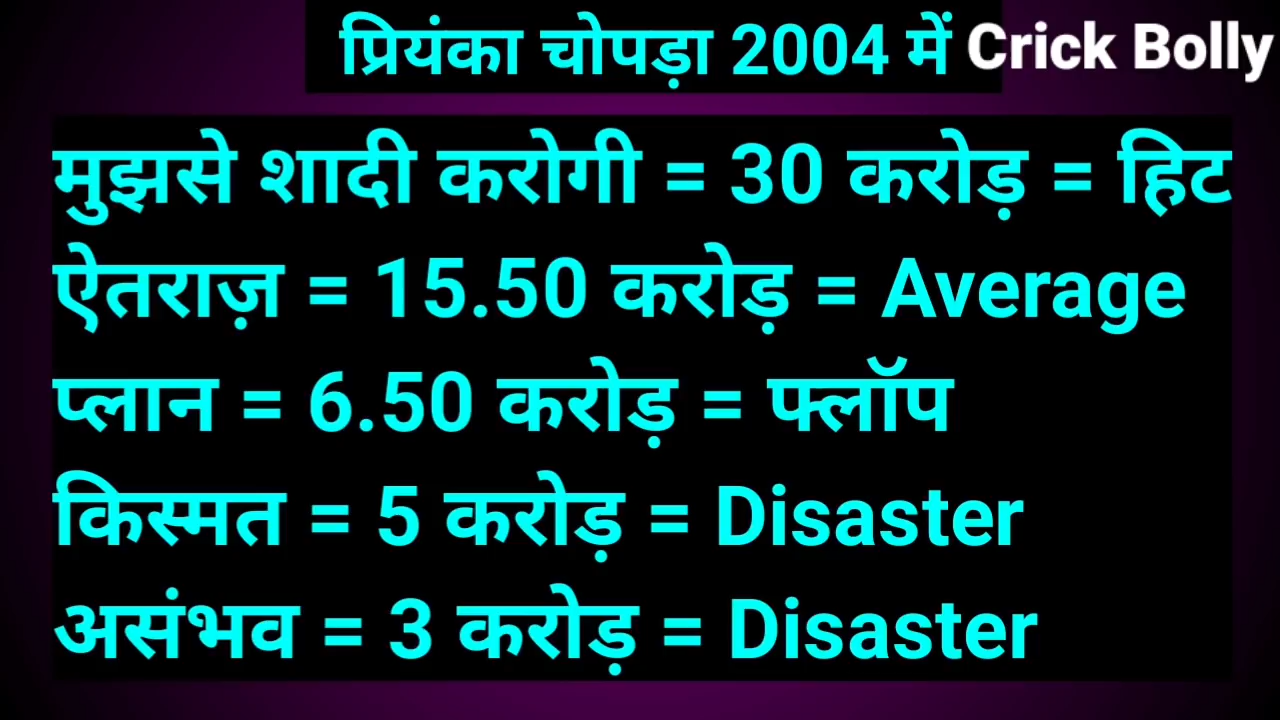 प्रियंका चोपड़ा 2004 में Crick Bolly
मुझसे शादी करोगी = 30 करोड़ = हिट
ऐतराज़ = 15.50 करोड़ = Average
प्लान = 6.50 करोड़ = फ्लॉप
किस्मत = 5 करोड़ = Disaster
असंभव = 3 करोड़ = Disaster